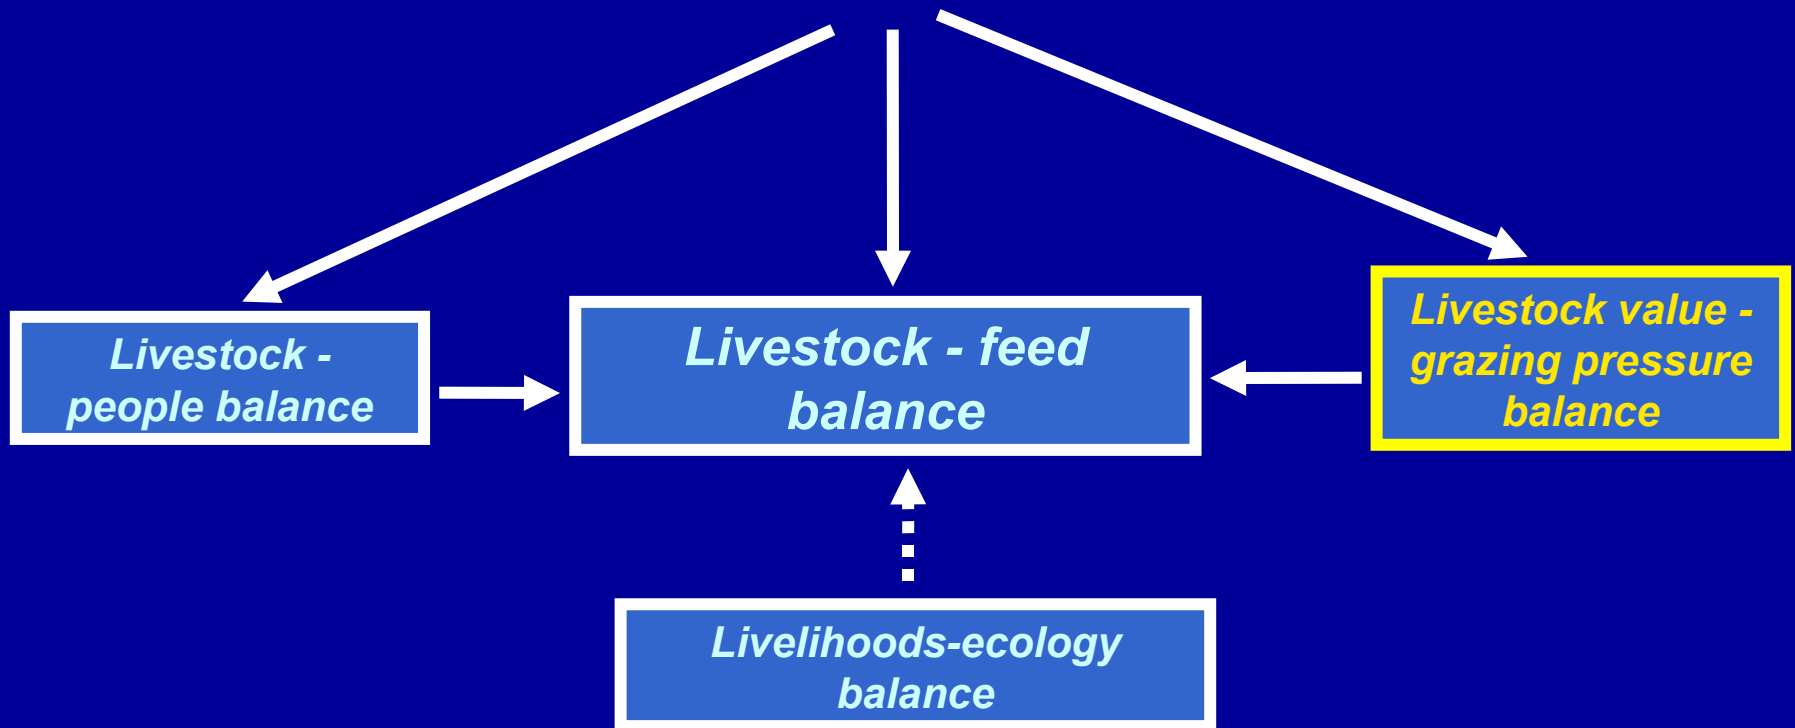 Livestock -
people balance
Livestock - feed
balance
Livestock value -
grazing pressure
balance
Livelihoods-ecology
balance